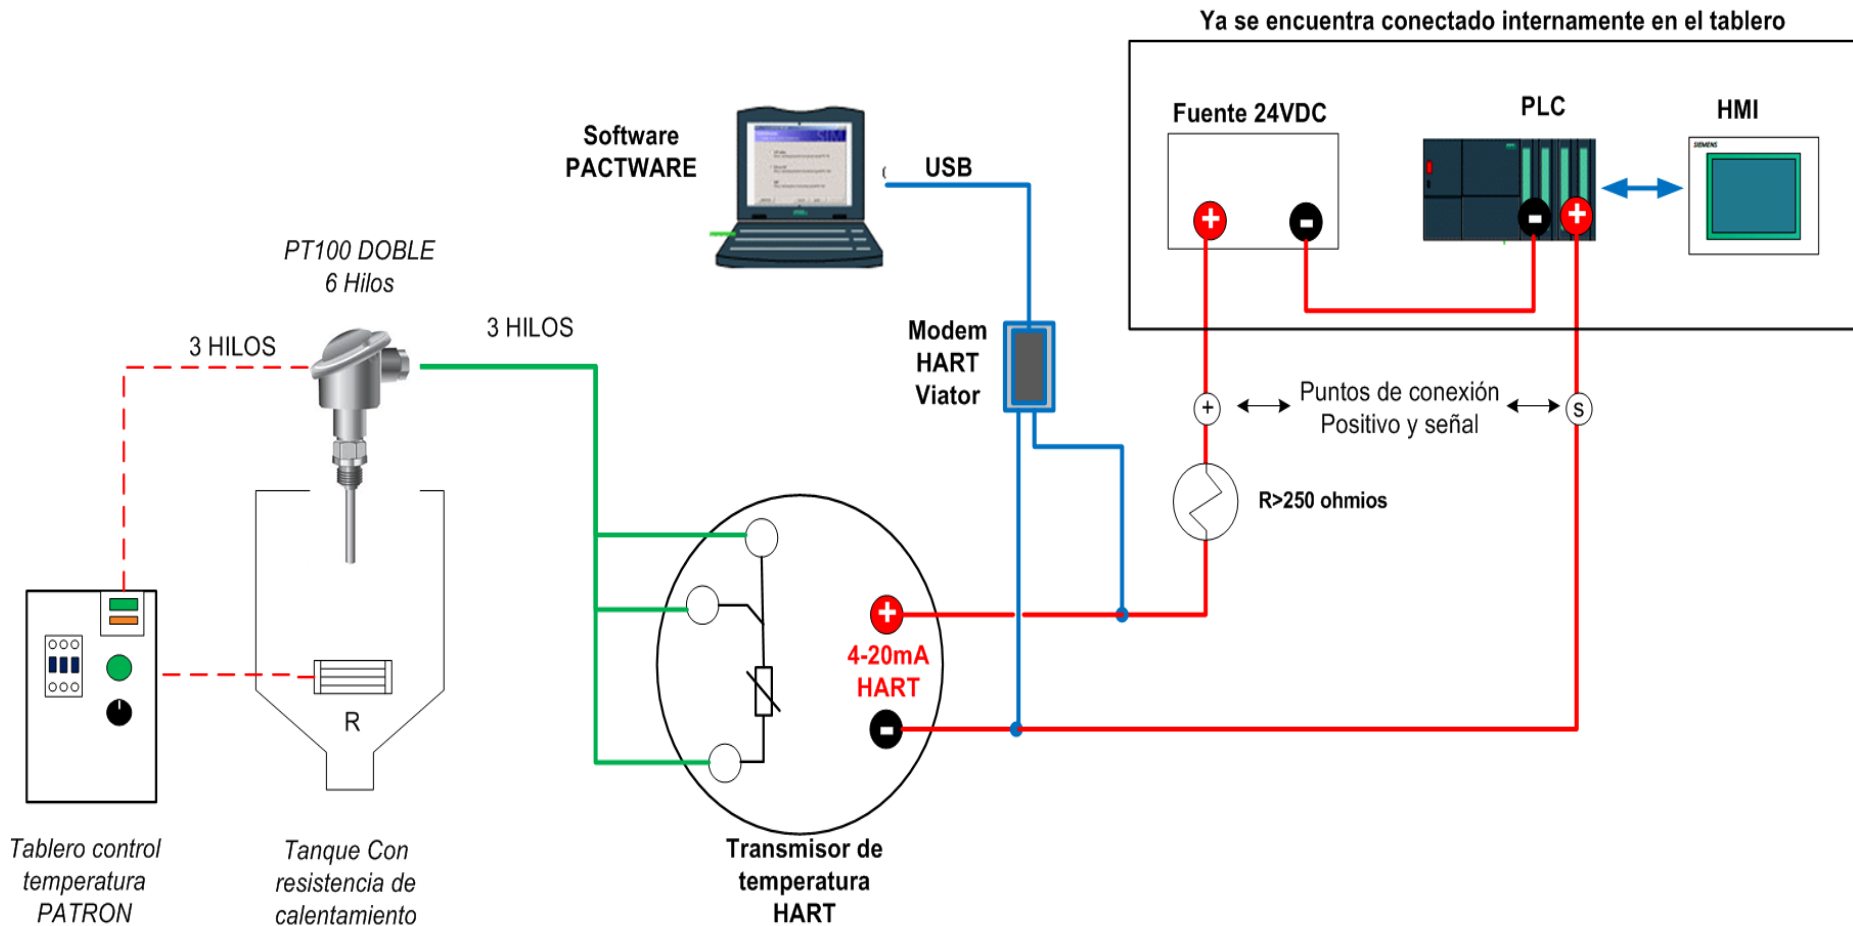 Ya se encuentra conectado internamente en el tablero
Fuente 24VDC
PLC
HMI
SIEMENS
+
-
-
+
Software
PACTWARE
USB
PT100 DOBLE
6 Hilos
3 HILOS
3 HILOS
Modem
HART
Viator
+
Puntos de conexión
Positivo y señal
S
R>250 ohmios
+
4-20mA
HART
-
R
Tablero control
temperatura
PATRON
Tanque Con
resistencia de
calentamiento
Transmisor de
temperatura
HART